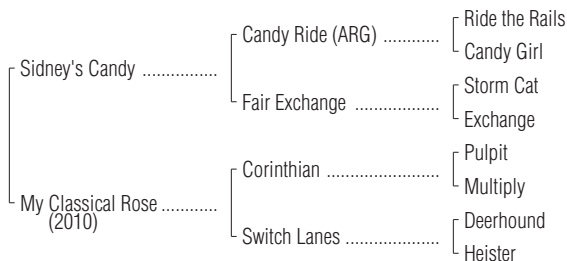 Ride the Rails
Candy Ride (ARG) ............
Candy Girl
Sidney's Candy ................
Storm Cat
Fair Exchange ..................
Exchange
Pulpit
Corinthian ........................
Multiply
My Classical Rose ............
(2010)
Deerhound
Switch Lanes ....................
Heister